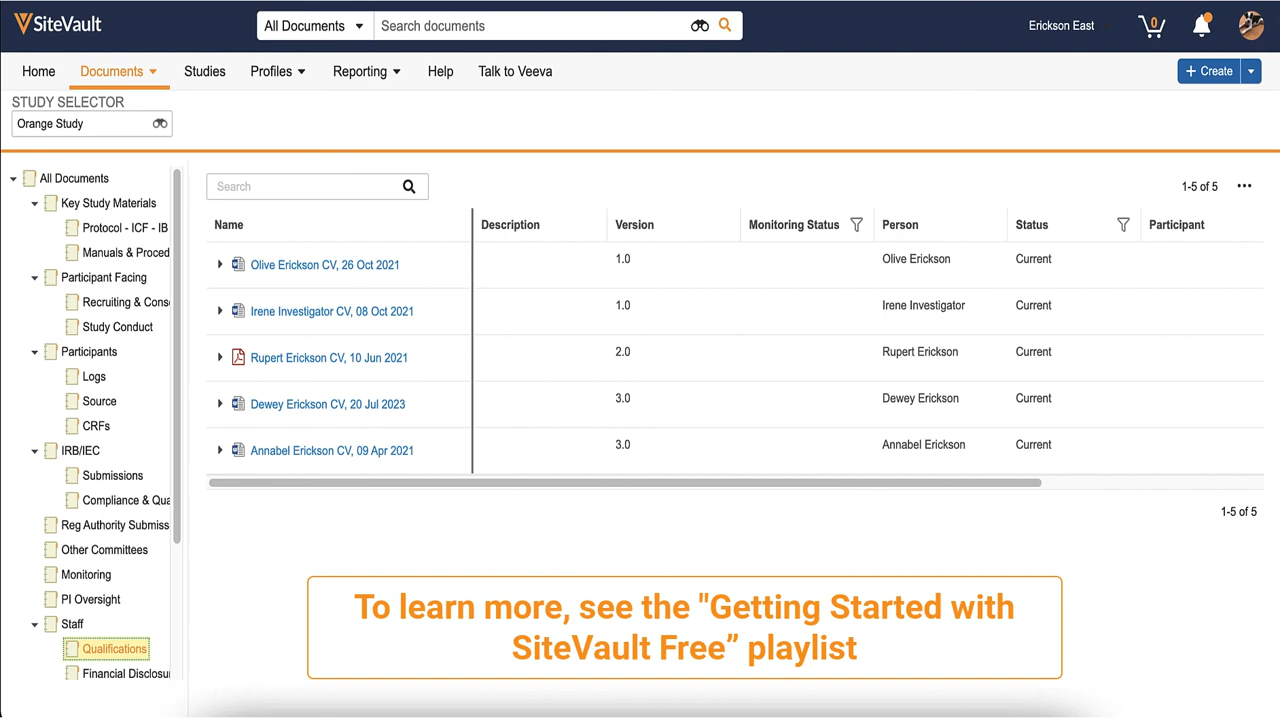 SiteVault
All Documents
Search documents
Erickson East
0
Home
Documents
Studies
Profiles
Reporting
Help
Talk to Veeva
+ Create
STUDY SELECTOR
Orange Study
All Documents
Key Study Materials
Protocol - ICF - IB
Manuals & Proced
Participant Facing
Recruiting & Cons
Study Conduct
Participants
Logs
Source
CRFs
IRB/IEC
Submissions
Compliance & Qua
Reg Authority Submiss
Other Committees
Monitoring
PI Oversight
Staff
Qualifications
Financial Disclosur
Search
1-5 of 5
Name Description Version Monitoring Status Person Status Participant
Olive Erickson CV, 26 Oct 2021 1.0 Olive Erickson Current
Irene Investigator CV, 08 Oct 2021 1.0 Irene Investigator Current
Rupert Erickson CV, 10 Jun 2021 2.0 Rupert Erickson Current
Dewey Erickson CV, 20 Jul 2023 3.0 Dewey Erickson Current
Annabel Erickson CV, 09 Apr 2021 3.0 Annabel Erickson Current
1-5 of 5
To learn more, see the "Getting Started with
SiteVault Free” playlist